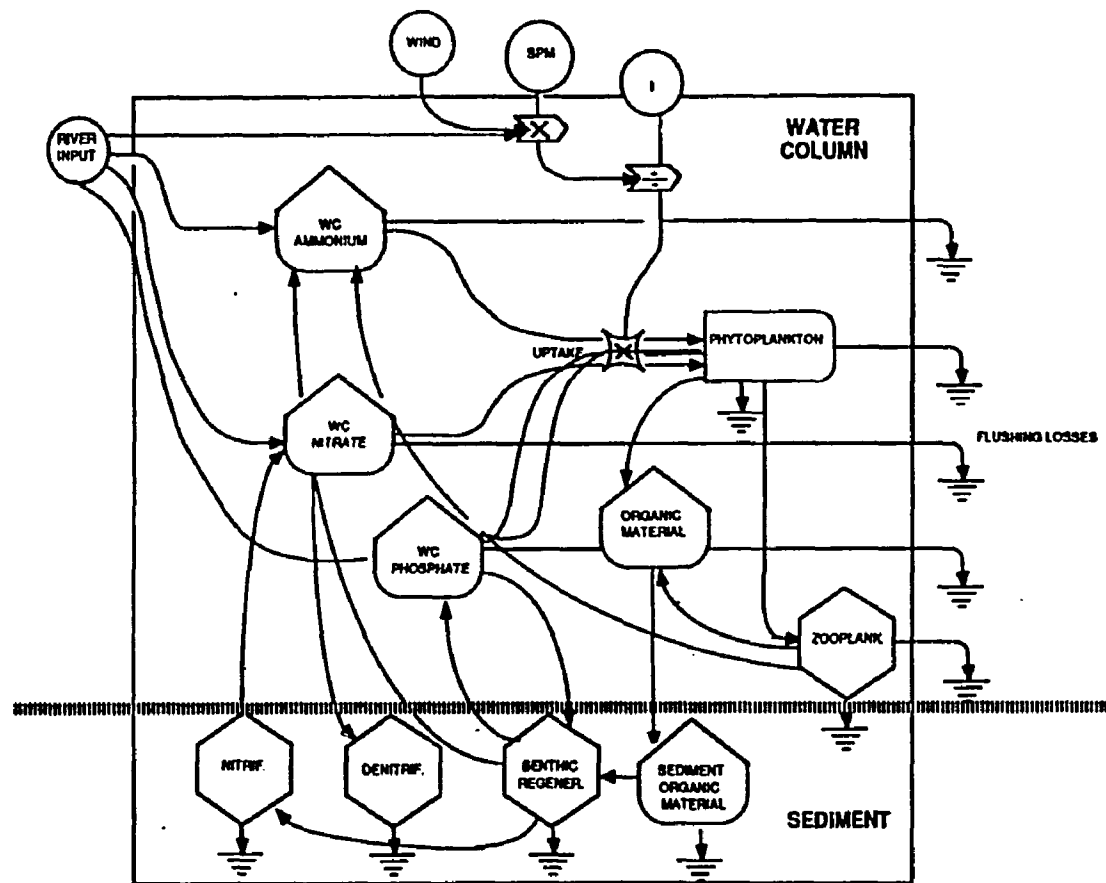 WIND
SPM
I
RIVER
INPUT
WATER
COLUMN
WC
AMMONIUM
UPTAKE
PHYTOPLANKTON
WC
NITRATE
FLUSHING LOSSES
ORGANIC
MATERIAL
WC
PHOSPHATE
ZOOPLANK.
NITRIF.
DENITRIF.
BENTHIC
REGENER.
SEDIMENT
ORGANIC
MATERIAL
SEDIMENT